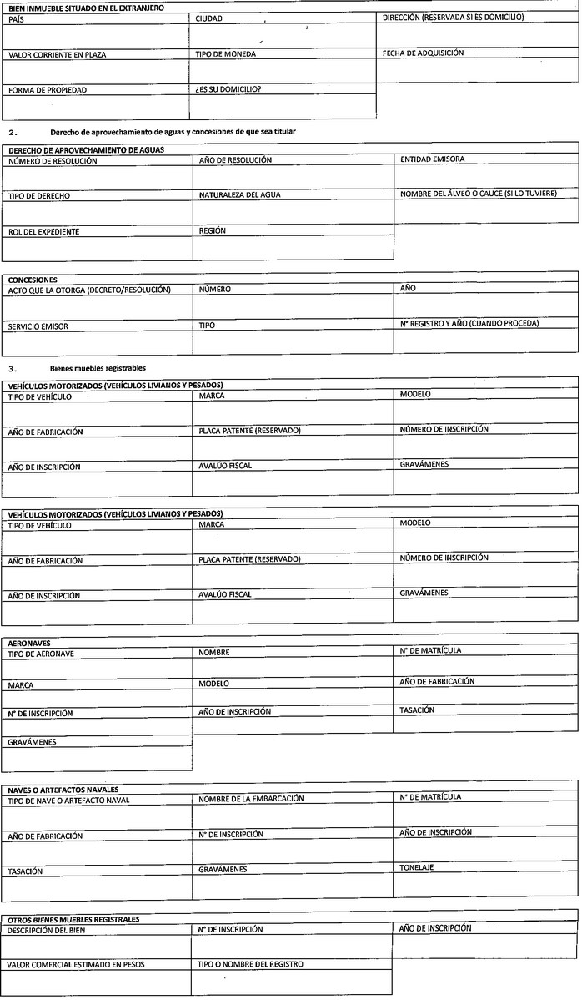 BIEN INMUEBLE SITUADO EN EL EXTRANJERO
PAÍS CIUDAD DIRECCIÓN (RESERVADA SI ES DOMICILIO)
VALOR CORRIENTE EN PLAZA TIPO DE MONEDA FECHA DE ADQUISICIÓN
FORMA DE PROPIEDAD ¿ES SU DOMICILIO?
2. Derecho de aprovechamiento de aguas y concesiones de que sea titular
DERECHO DE APROVECHAMIENTO DE AGUAS
NÚMERO DE RESOLUCIÓN AÑO DE RESOLUCIÓN ENTIDAD EMISORA
TIPO DE DERECHO NATURALEZA DEL AGUA NOMBRE DEL ÁLVEO O CAUCE (SI LO TUVIERE)
ROL DEL EXPEDIENTE REGIÓN
CONCESIONES
ACTO QUE LA OTORGA (DECRETO/RESOLUCIÓN) NÚMERO AÑO
SERVICIO EMISOR TIPO N° REGISTRO Y AÑO (CUANDO PROCEDA)
3. Bienes muebles registrables
VEHÍCULOS MOTORIZADOS (VEHÍCULOS LIVIANOS Y PESADOS)
TIPO DE VEHÍCULO MARCA MODELO
AÑO DE FABRICACIÓN PLACA PATENTE (RESERVADO) NÚMERO DE INSCRIPCIÓN
AÑO DE INSCRIPCIÓN AVALÚO FISCAL GRAVÁMENES
VEHÍCULOS MOTORIZADOS (VEHÍCULOS LIVIANOS Y PESADOS)
TIPO DE VEHÍCULO MARCA MODELO
AÑO DE FABRICACIÓN PLACA PATENTE (RESERVADO) NÚMERO DE INSCRIPCIÓN
AÑO DE INSCRIPCIÓN AVALÚO FISCAL GRAVÁMENES
AERONAVES
TIPO DE AERONAVE NOMBRE N° DE MATRÍCULA
MARCA MODELO AÑO DE FABRICACIÓN
N° DE INSCRIPCIÓN AÑO DE INSCRIPCIÓN TASACIÓN
GRAVÁMENES
NAVES O ARTEFACTOS NAVALES
TIPO DE NAVE O ARTEFACTO NAVAL NOMBRE DE LA EMBARCACIÓN N° DE MATRÍCULA
AÑO DE FABRICACIÓN N° DE INSCRIPCIÓN AÑO DE INSCRIPCIÓN
TASACIÓN GRAVÁMENES TONELAJE
OTROS BIENES MUEBLES REGISTRALES
DESCRIPCIÓN DEL BIEN N° DE INSCRIPCIÓN AÑO DE INSCRIPCIÓN
VALOR COMERCIAL ESTIMADO EN PESOS TIPO O NOMBRE DEL REGISTRO